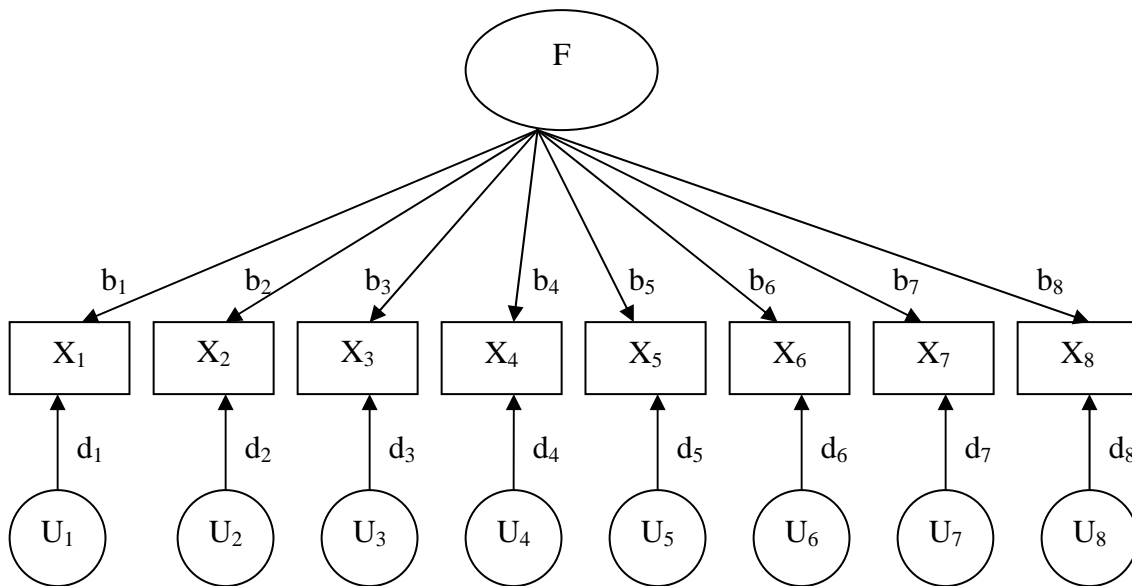 F
b₁ b₂ b₃ b₄ b₅ b₆ b₇ b₈
X₁ X₂ X₃ X₄ X₅ X₆ X₇ X₈
d₁ d₂ d₃ d₄ d₅ d₆ d₇ d₈
U₁ U₂ U₃ U₄ U₅ U₆ U₇ U₈